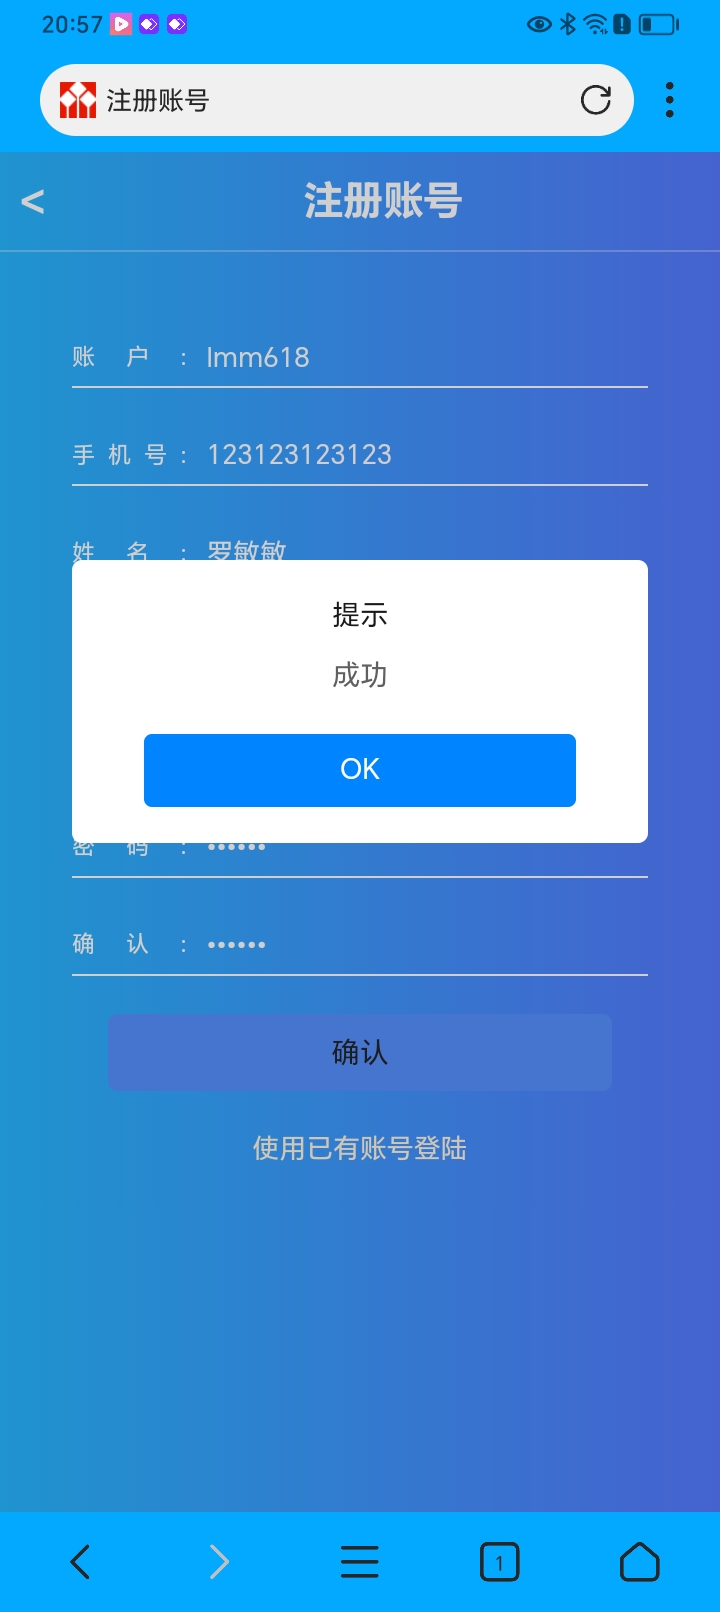 20:57
注册账号
< 注册账号
账 户 : lmm618
手 机 号 : 123123123123
姓 名 : 罗敏敏
提示
成功
OK
密 码 : ••••••
确 认 : ••••••
确认
使用已有账号登陆
1